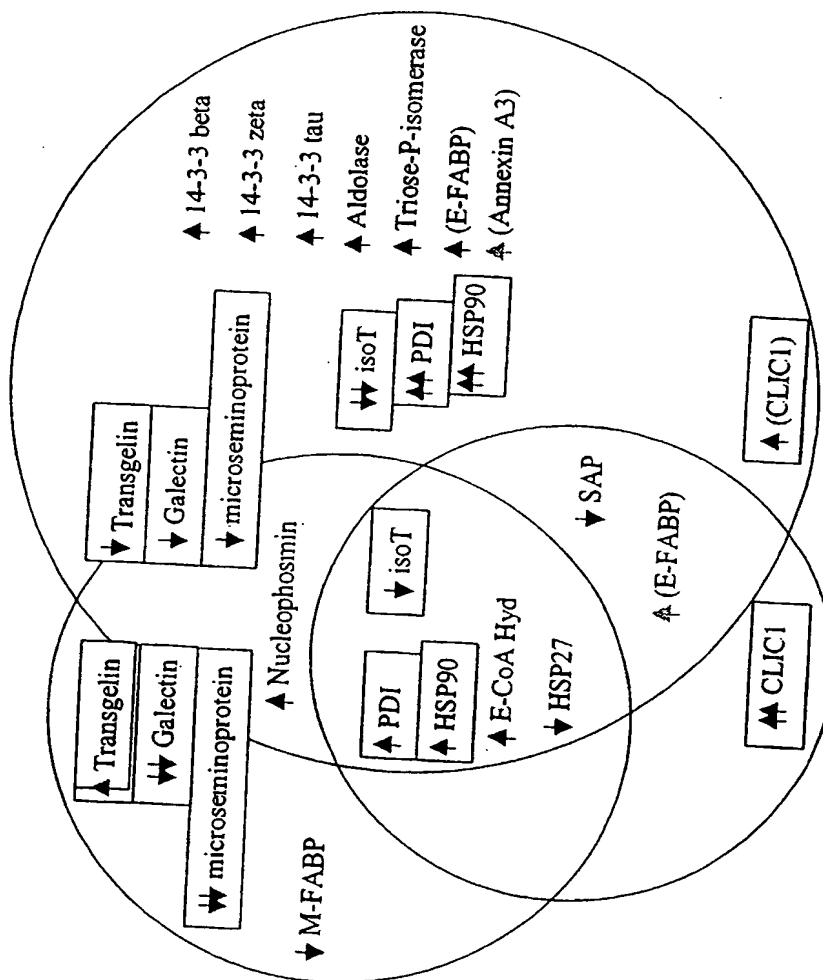 ↑ Transgelin
↓↓ Galectin
↓↓ microseminoprotein
↓ M-FABP
↓ Transgelin
↓ Galectin
↓ microseminoprotein
↑ Nucleophosmin
↑ 14-3-3 beta
↑ 14-3-3 zeta
↑ 14-3-3 tau
↑ Aldolase
↑ Triose-P-isomerase
↑ (E-FABP)
↑ (Annexin A3)
↓↓ isoT
↑↑ PDI
↑↑ HSP90
↑ PDI
↑ HSP90
↑ E-CoA Hyd
↓ HSP27
↓ isoT
↓ SAP
↑ (E-FABP)
↑↑ CLIC1
↑ (CLIC1)